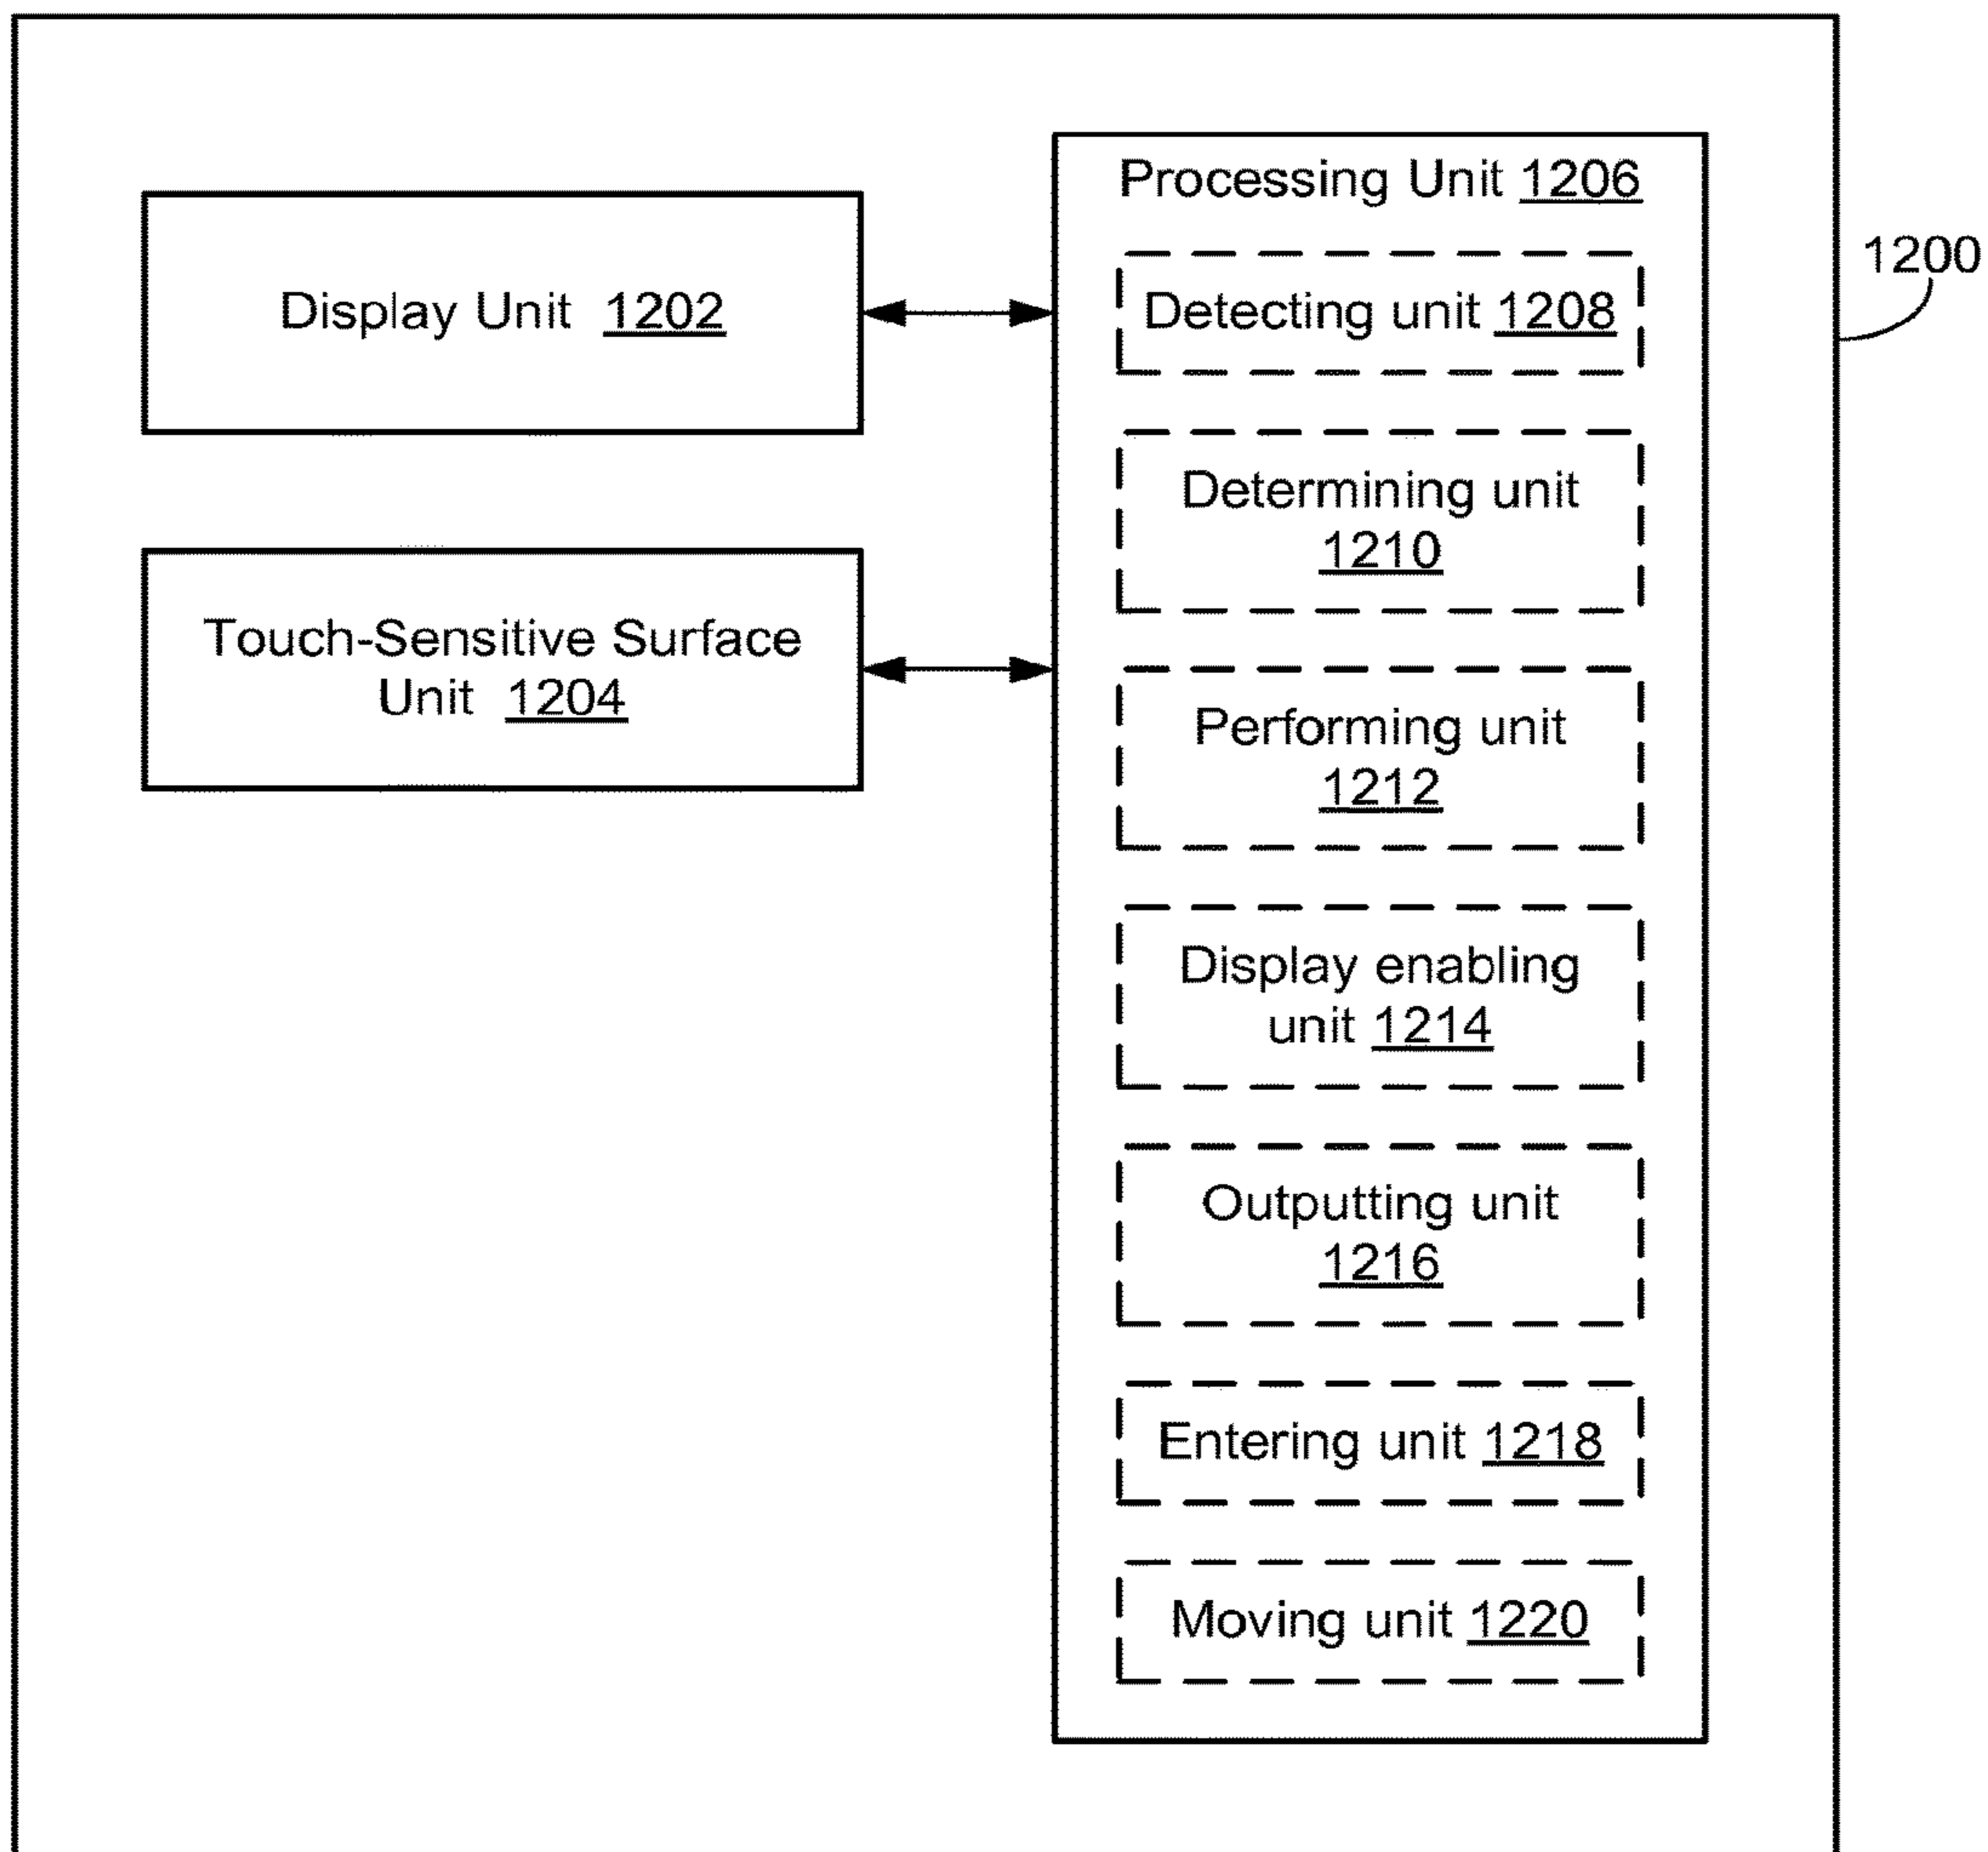 Processing Unit 1206
1200
Display Unit 1202
Detecting unit 1208
Determining unit
1210
Touch-Sensitive Surface
Unit 1204
Performing unit
1212
Display enabling
unit 1214
Outputting unit
1216
Entering unit 1218
Moving unit 1220